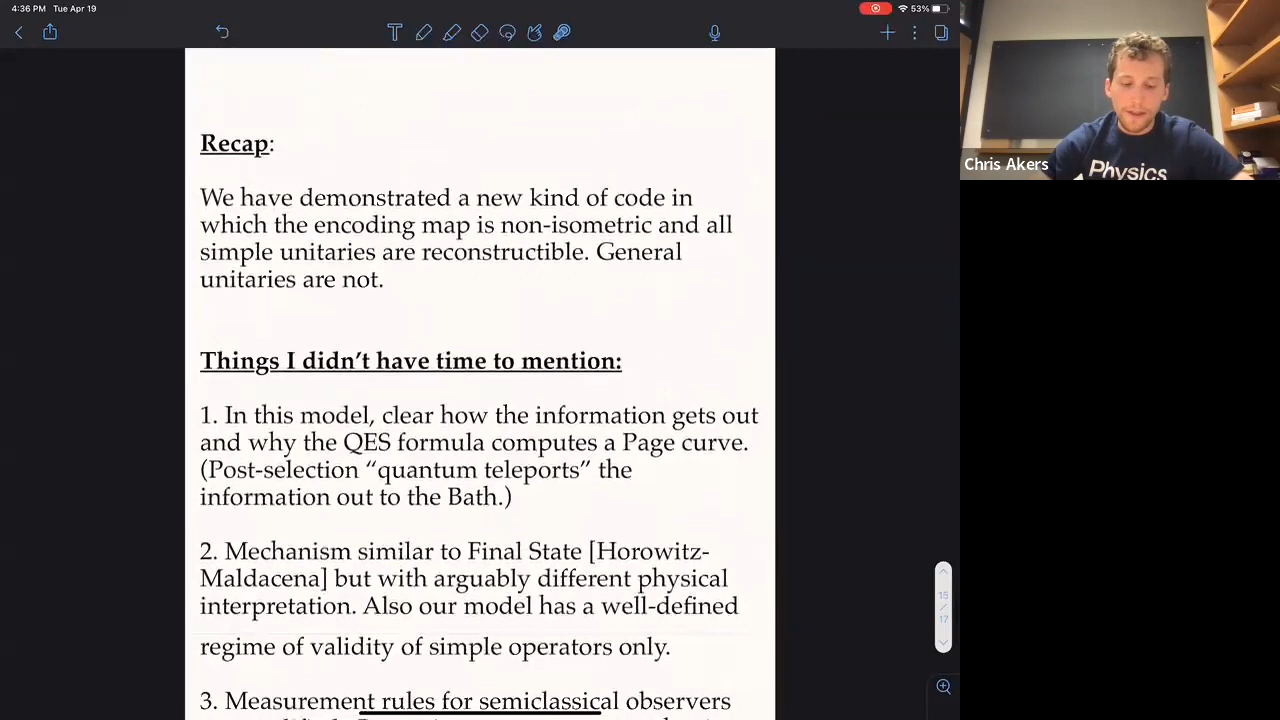 4:36 PM Tue Apr 19
53%
Recap:
We have demonstrated a new kind of code in
which the encoding map is non-isometric and all
simple unitaries are reconstructible. General
unitaries are not.
Things I didn't have time to mention:
1. In this model, clear how the information gets out
and why the QES formula computes a Page curve.
(Post-selection “quantum teleports” the
information out to the Bath.)
2. Mechanism similar to Final State [Horowitz-
Maldacena] but with arguably different physical
interpretation. Also our model has a well-defined
regime of validity of simple operators only.
3. Measurement rules for semiclassical observers
15
/
17
Chris Akers
Physics